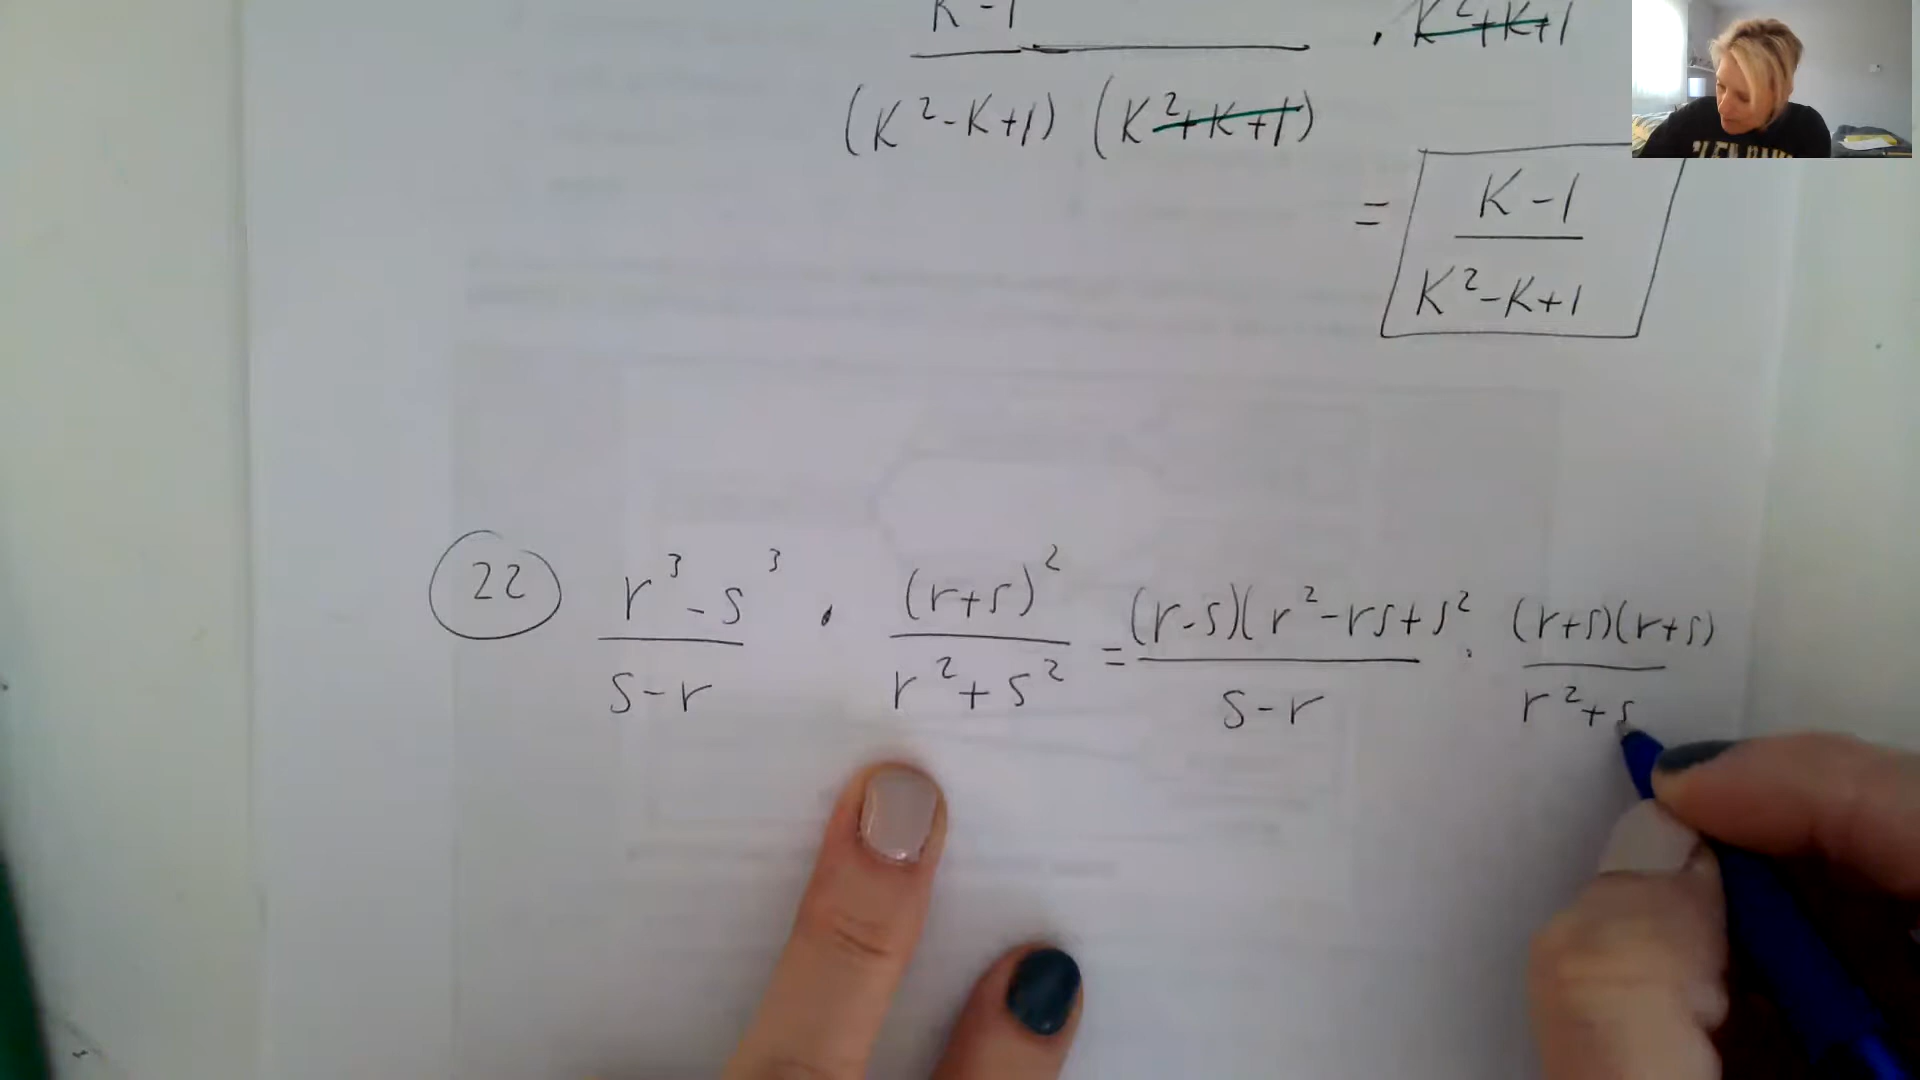 K-1 · K²+K+1
(K²-K+1) (K²+K+1)
= K-1
K²-K+1
22 r³-s³ · (r+s)² = (r-s)(r²-rs+s² · (r+s)(r+s)
s-r r²+s² s-r r²+s